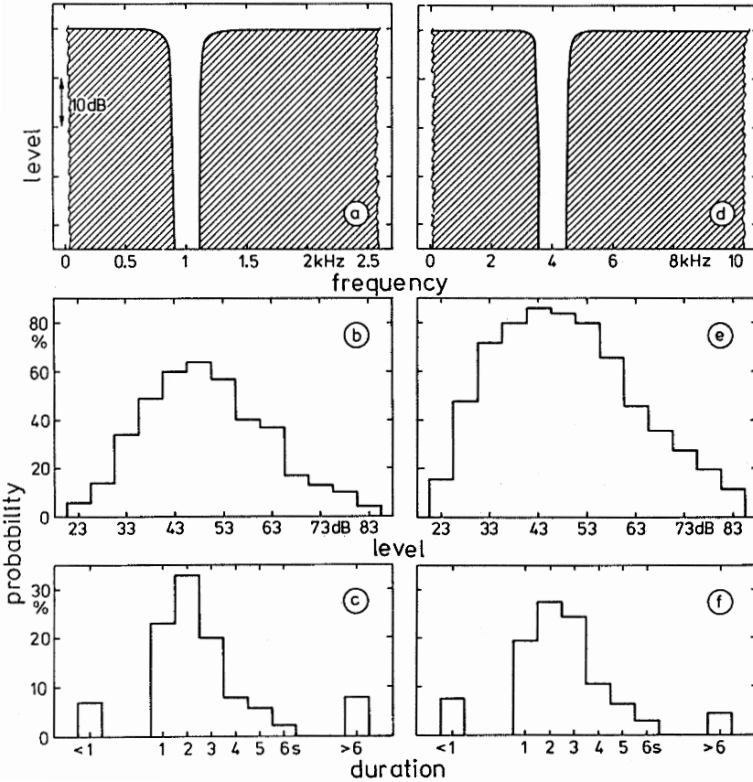 level
10dB
a
d
0 0.5 1 1.5 2kHz 2.5
0 2 4 6 8kHz 10
frequency
probability
80
%
60
40
20
0
b
e
23 33 43 53 63 73dB 83
23 33 43 53 63 73dB 83
level
30
%
20
10
0
c
f
<1 1 2 3 4 5 6s >6
<1 1 2 3 4 5 6s >6
duration